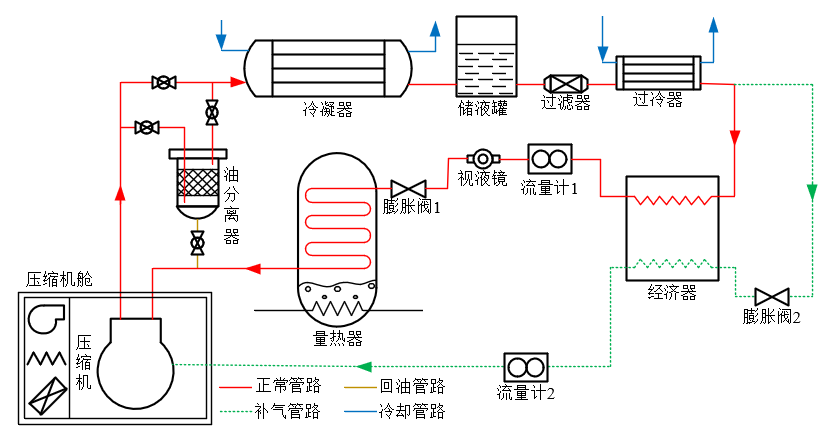 冷凝器
储液罐
过滤器
过冷器
油分离器
膨胀阀1
视液镜
流量计1
经济器
膨胀阀2
压缩机舱
压缩机
量热器
流量计2
正常管路
回油管路
补气管路
冷却管路